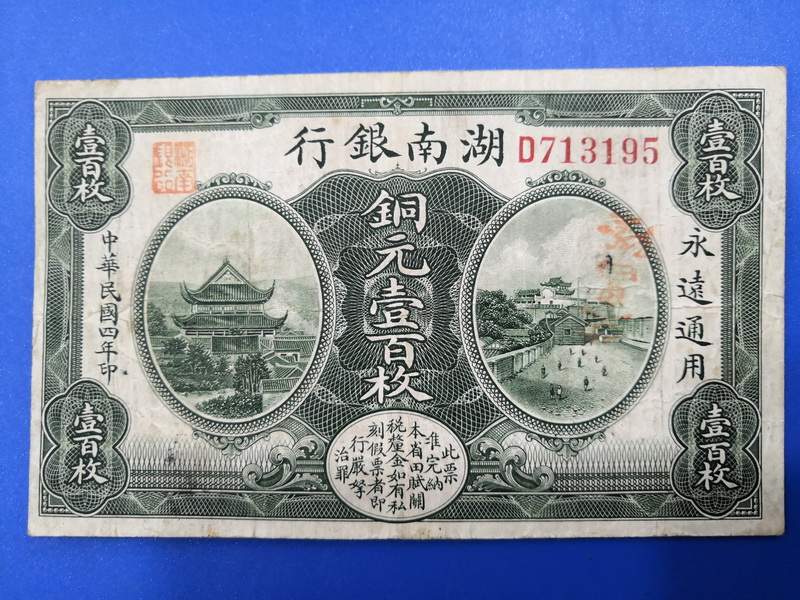 湖南銀行
D713195
壹百枚
壹百枚
銅元壹百枚
永遠通用
中華民國四年印
壹百枚
壹百枚
此票
准完納
本省田賦關
税釐金如有私
刻假票者即
行嚴拏
治罪